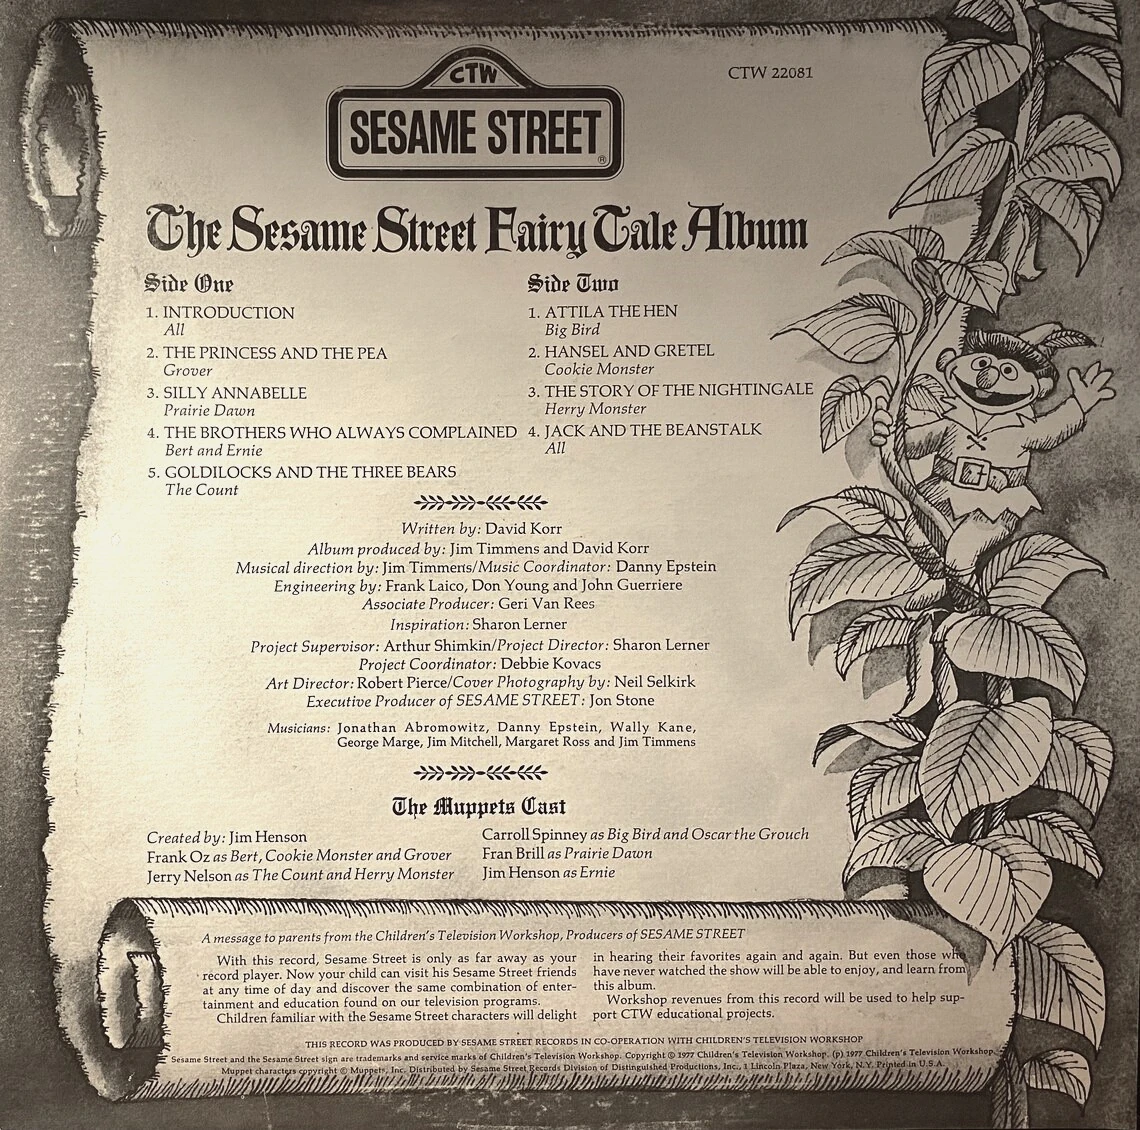 CTW
SESAME STREET
®
CTW 22081
The Sesame Street Fairy Tale Album
Side One
1. INTRODUCTION
All
2. THE PRINCESS AND THE PEA
Grover
3. SILLY ANNABELLE
Prairie Dawn
4. THE BROTHERS WHO ALWAYS COMPLAINED
Bert and Ernie
5. GOLDILOCKS AND THE THREE BEARS
The Count
Side Two
1. ATTILA THE HEN
Big Bird
2. HANSEL AND GRETEL
Cookie Monster
3. THE STORY OF THE NIGHTINGALE
Herry Monster
4. JACK AND THE BEANSTALK
All
Written by: David Korr
Album produced by: Jim Timmens and David Korr
Musical direction by: Jim Timmens/Music Coordinator: Danny Epstein
Engineering by: Frank Laico, Don Young and John Guerriere
Associate Producer: Geri Van Rees
Inspiration: Sharon Lerner
Project Supervisor: Arthur Shimkin/Project Director: Sharon Lerner
Project Coordinator: Debbie Kovacs
Art Director: Robert Pierce/Cover Photography by: Neil Selkirk
Executive Producer of SESAME STREET: Jon Stone
Musicians: Jonathan Abromowitz, Danny Epstein, Wally Kane,
George Marge, Jim Mitchell, Margaret Ross and Jim Timmens
The Muppets Cast
Created by: Jim Henson
Frank Oz as Bert, Cookie Monster and Grover
Jerry Nelson as The Count and Herry Monster
Carroll Spinney as Big Bird and Oscar the Grouch
Fran Brill as Prairie Dawn
Jim Henson as Ernie
A message to parents from the Children's Television Workshop, Producers of SESAME STREET
With this record, Sesame Street is only as far away as your
record player. Now your child can visit his Sesame Street friends
at any time of day and discover the same combination of enter-
tainment and education found on our television programs.
Children familiar with the Sesame Street characters will delight
in hearing their favorites again and again. But even those who
have never watched the show will be able to enjoy, and learn from
this album.
Workshop revenues from this record will be used to help sup-
port CTW educational projects.
THIS RECORD WAS PRODUCED BY SESAME STREET RECORDS IN CO-OPERATION WITH CHILDREN'S TELEVISION WORKSHOP
Sesame Street and the Sesame Street sign are trademarks and service marks of Children's Television Workshop. Copyright © 1977 Children's Television Workshop. (p) 1977 Children's Television Workshop.
Muppet characters copyright © Muppets, Inc. Distributed by Sesame Street Records Division of Distinguished Productions, Inc., 1 Lincoln Plaza, New York, N.Y. Printed in U.S.A.